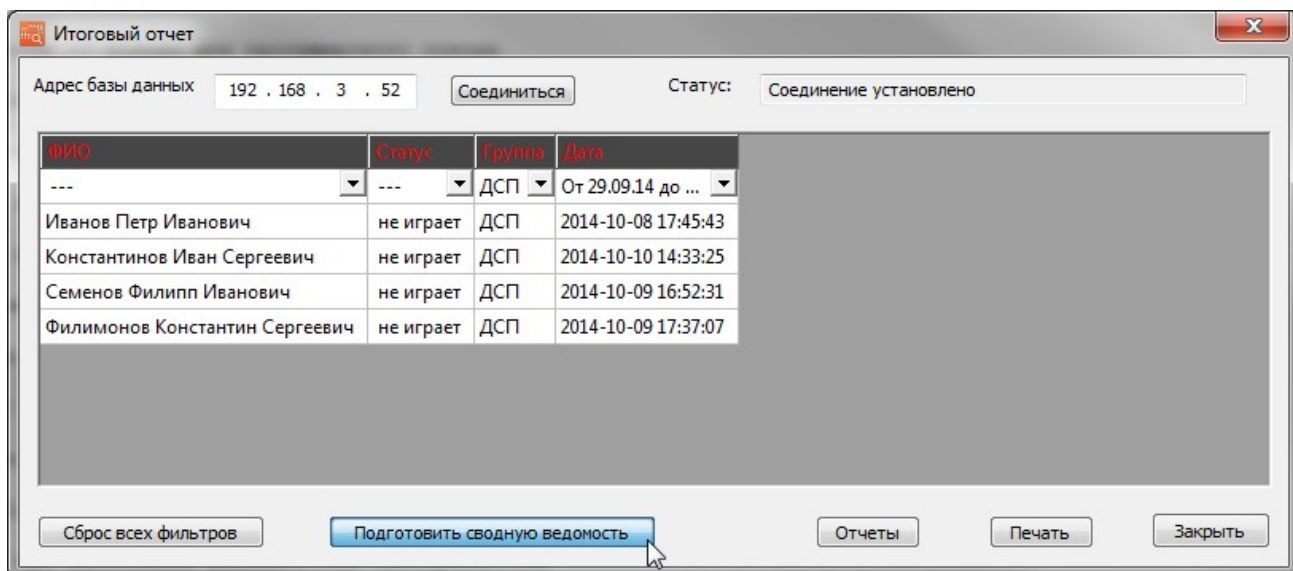 Итоговый отчет
Адрес базы данных 192 . 168 . 3 . 52 Соединиться Статус: Соединение установлено
ФИО Статус Группа Дата
--- --- ДСП От 29.09.14 до ...
Иванов Петр Иванович не играет ДСП 2014-10-08 17:45:43
Константинов Иван Сергеевич не играет ДСП 2014-10-10 14:33:25
Семенов Филипп Иванович не играет ДСП 2014-10-09 16:52:31
Филимонов Константин Сергеевич не играет ДСП 2014-10-09 17:37:07
Сброс всех фильтров Подготовить сводную ведомость Отчеты Печать Закрыть